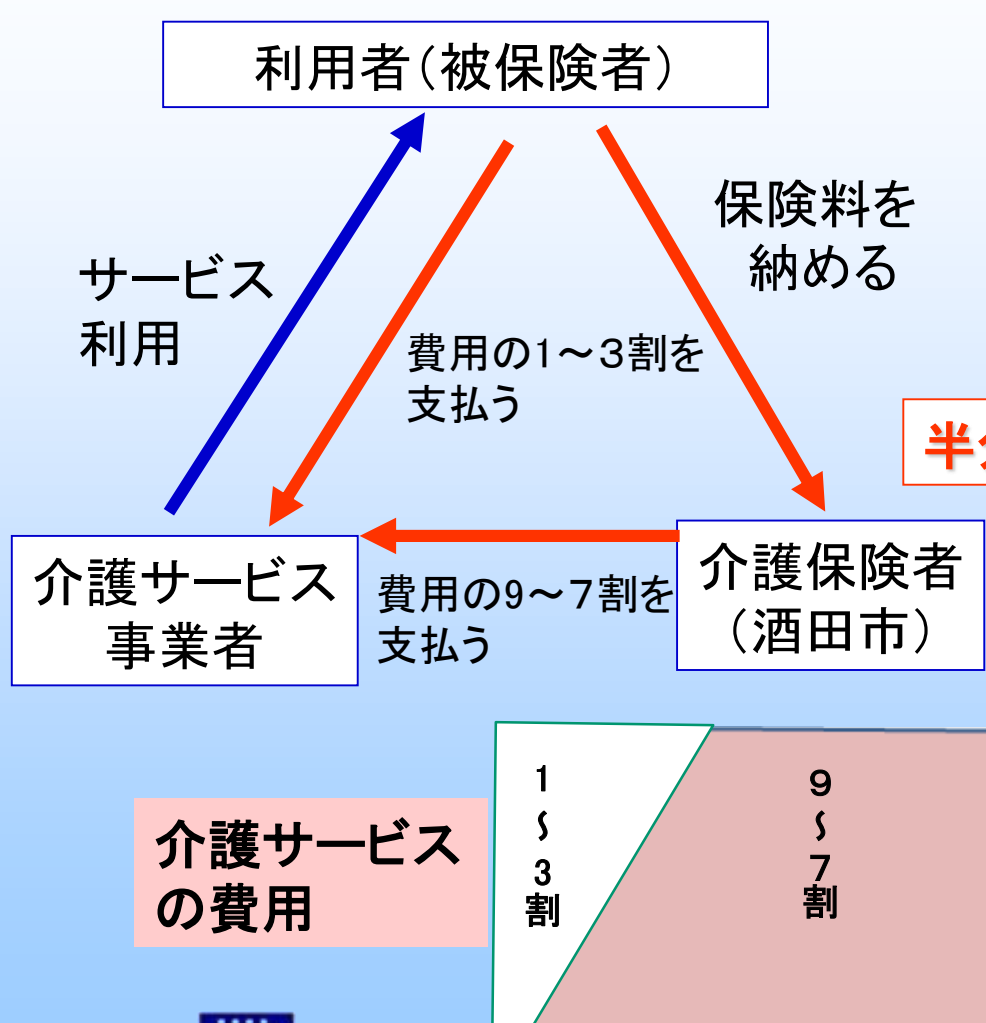 利用者（被保険者）
サービス
利用
費用の1～３割を
支払う
保険料を
納める
半
介護サービス
事業者
費用の9～７割を
支払う
介護保険者
（酒田市）
介護サービス
の費用
1～3割
9～7割